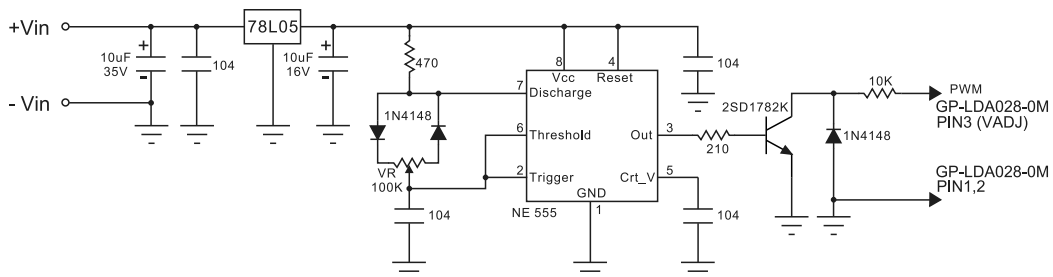 +Vin
78L05
10uF
35V
104
10uF
16V
- Vin
470
1N4148
VR
100K
104
8
4
Vcc
Reset
7
Discharge
6
Threshold
2
Trigger
Out
3
Crt_V
5
GND
1
NE 555
104
104
210
2SD1782K
1N4148
10K
PWM
GP-LDA028-0M
PIN3 (VADJ)
GP-LDA028-0M
PIN1,2